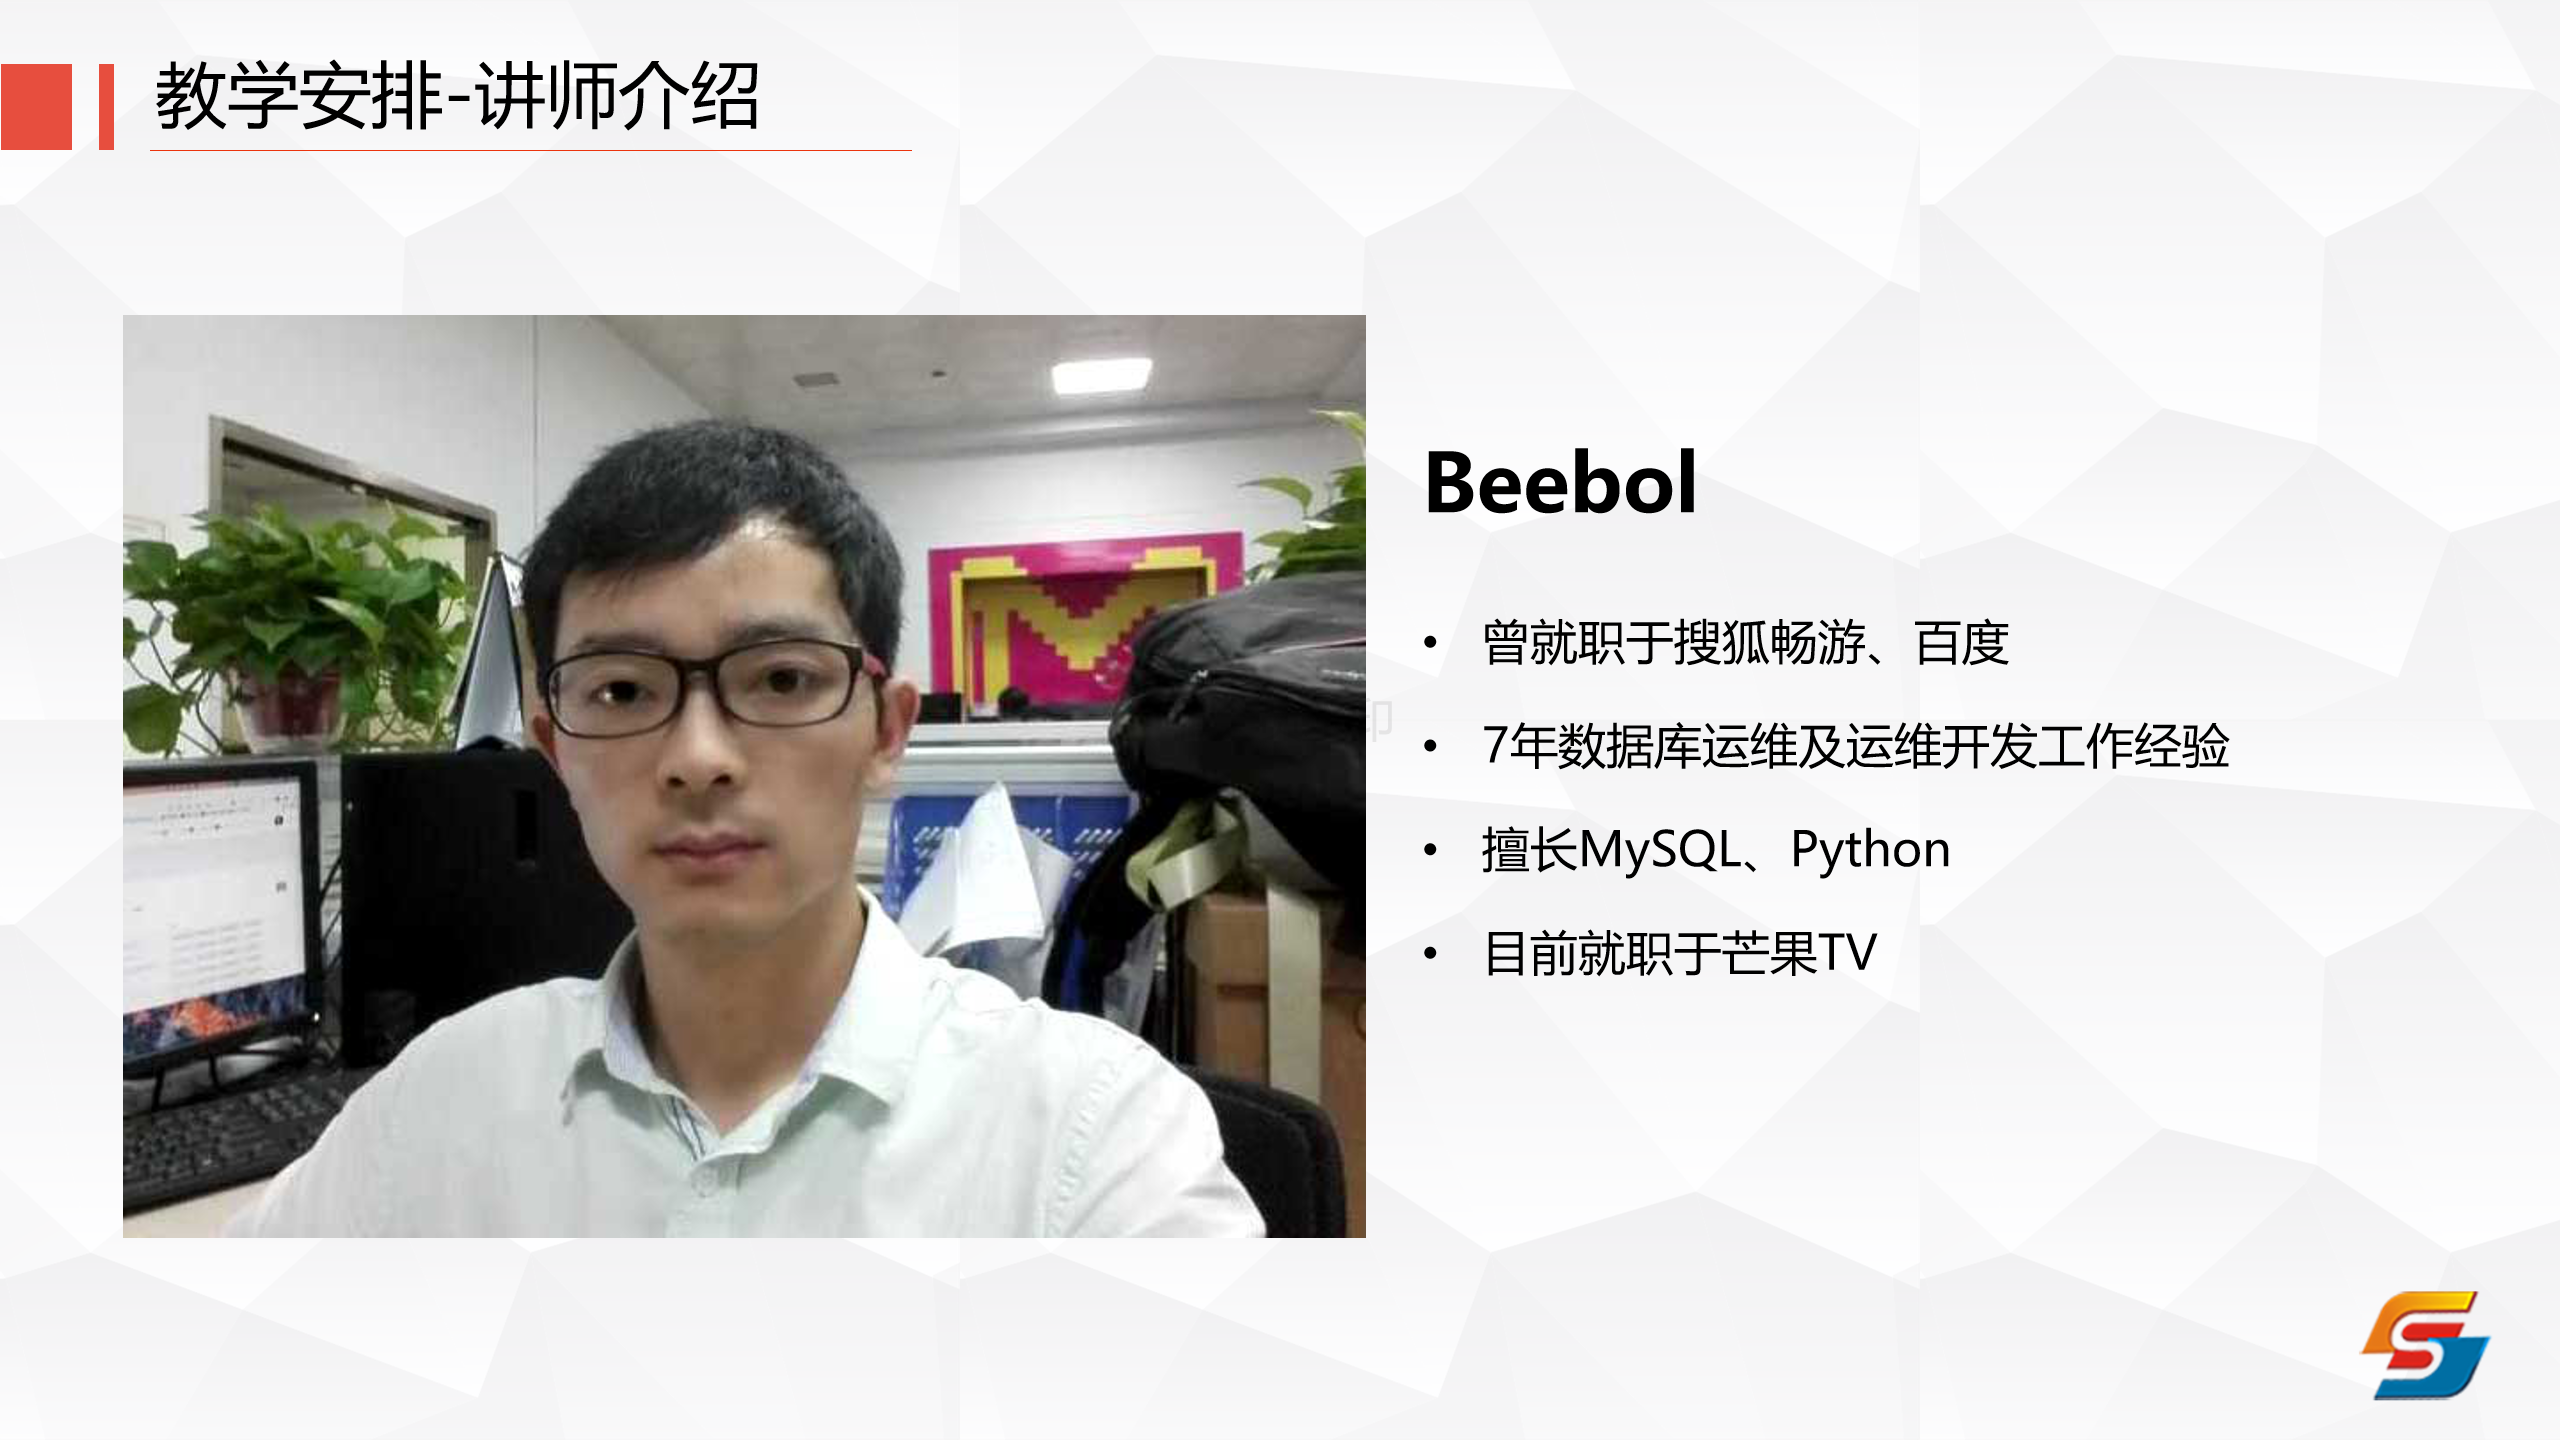 教学安排-讲师介绍
Beebol
• 曾就职于搜狐畅游、百度
• 7年数据库运维及运维开发工作经验
• 擅长MySQL、Python
• 目前就职于芒果TV